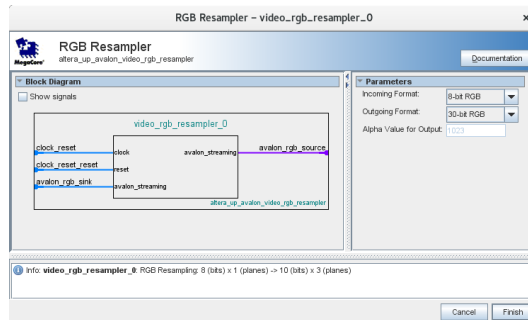 RGB Resampler – video_rgb_resampler_0
×
MegaCore'
RGB Resampler
altera_up_avalon_video_rgb_resampler
Documentation
Block Diagram
Show signals
video_rgb_resampler_0
clock_reset
clock
avalon_streaming
avalon_rgb_source
clock_reset_reset
reset
avalon_rgb_sink
avalon_streaming
altera_up_avalon_video_rgb_resampler
Parameters
Incoming Format: 8-bit RGB
Outgoing Format: 30-bit RGB
Alpha Value for Output: 1023
Info: video_rgb_resampler_0: RGB Resampling: 8 (bits) x 1 (planes) -> 10 (bits) x 3 (planes)
Cancel Finish